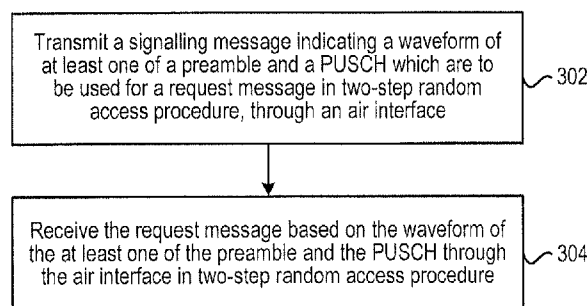 Transmit a signalling message indicating a waveform of
at least one of a preamble and a PUSCH which are to
be used for a request message in two-step random
access procedure, through an air interface
302
Receive the request message based on the waveform of
the at least one of the preamble and the PUSCH through
the air interface in two-step random access procedure
304